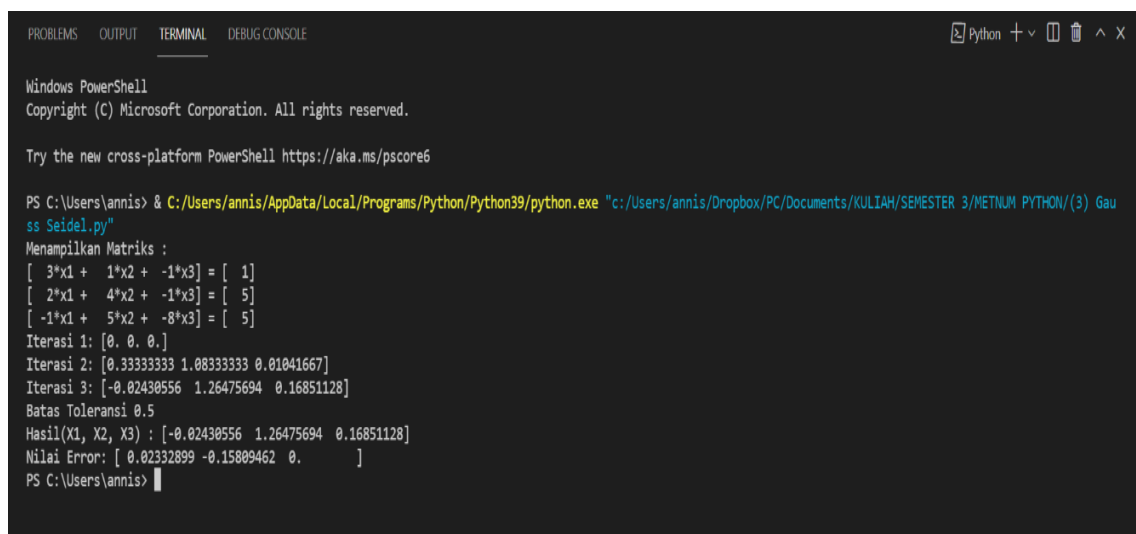 PROBLEMS OUTPUT TERMINAL DEBUG CONSOLE Python
Windows PowerShell
Copyright (C) Microsoft Corporation. All rights reserved.
Try the new cross-platform PowerShell https://aka.ms/pscore6
PS C:\Users\annis> & C:/Users/annis/AppData/Local/Programs/Python/Python39/python.exe "c:/Users/annis/Dropbox/PC/Documents/KULIAH/SEMESTER 3/METNUM PYTHON/(3) Gau
ss Seidel.py"
Menampilkan Matriks :
[  3*x1 +   1*x2 +  -1*x3] = [  1]
[  2*x1 +   4*x2 +  -1*x3] = [  5]
[ -1*x1 +   5*x2 +  -8*x3] = [  5]
Iterasi 1: [0. 0. 0.]
Iterasi 2: [0.33333333 1.08333333 0.01041667]
Iterasi 3: [-0.02430556  1.26475694  0.16851128]
Batas Toleransi 0.5
Hasil(X1, X2, X3) : [-0.02430556  1.26475694  0.16851128]
Nilai Error: [ 0.02332899 -0.15809462  0.        ]
PS C:\Users\annis>